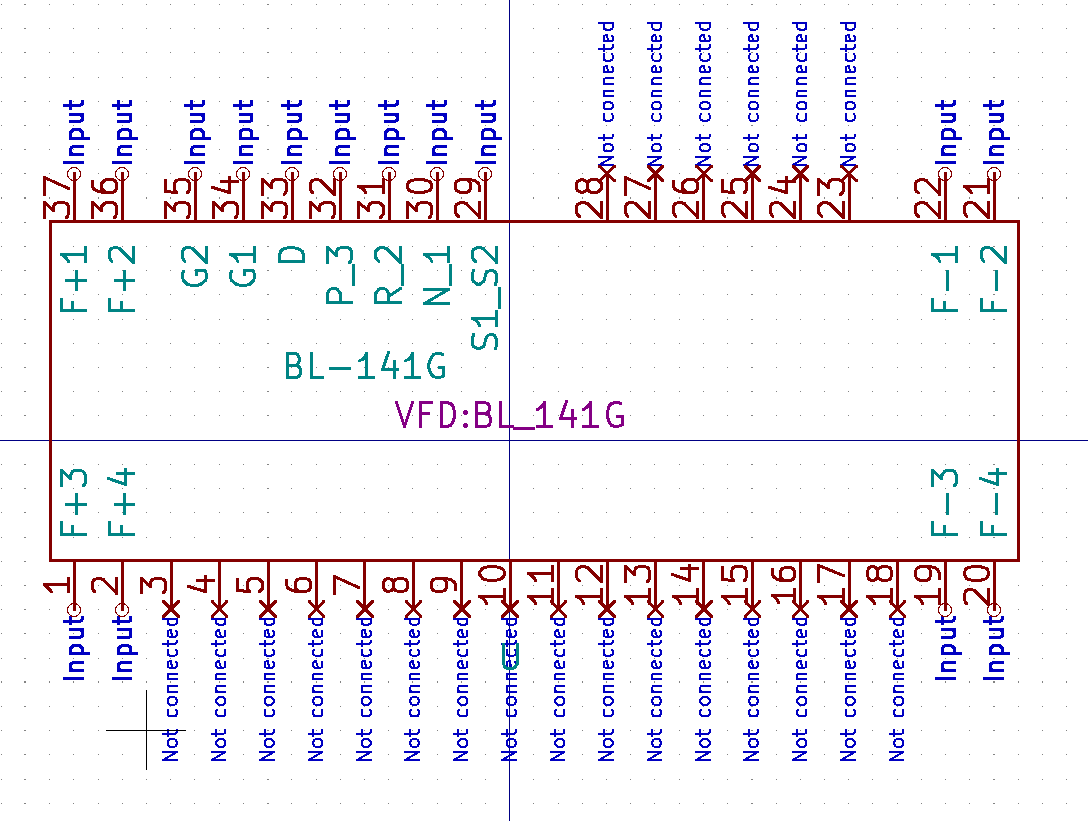 Not connected Not connected Not connected Not connected Not connected Not connected
Input Input Input Input Input Input Input Input Input Input Input
37 36 35 34 33 32 31 30 29 28 27 26 25 24 23 22 21
F+1 F+2 G2 G1 D P_3 R_2 N_1 S1_S2 F-1 F-2
BL-141G
VFD:BL_141G
F+3 F+4 F-3 F-4
1 2 3 4 5 6 7 8 9 10 11 12 13 14 15 16 17 18 19 20
Input Input Not connected Not connected Not connected Not connected Not connected Not connected Not connected Not connected Not connected Not connected Not connected Not connected Not connected Not connected Not connected Not connected Input Input
U